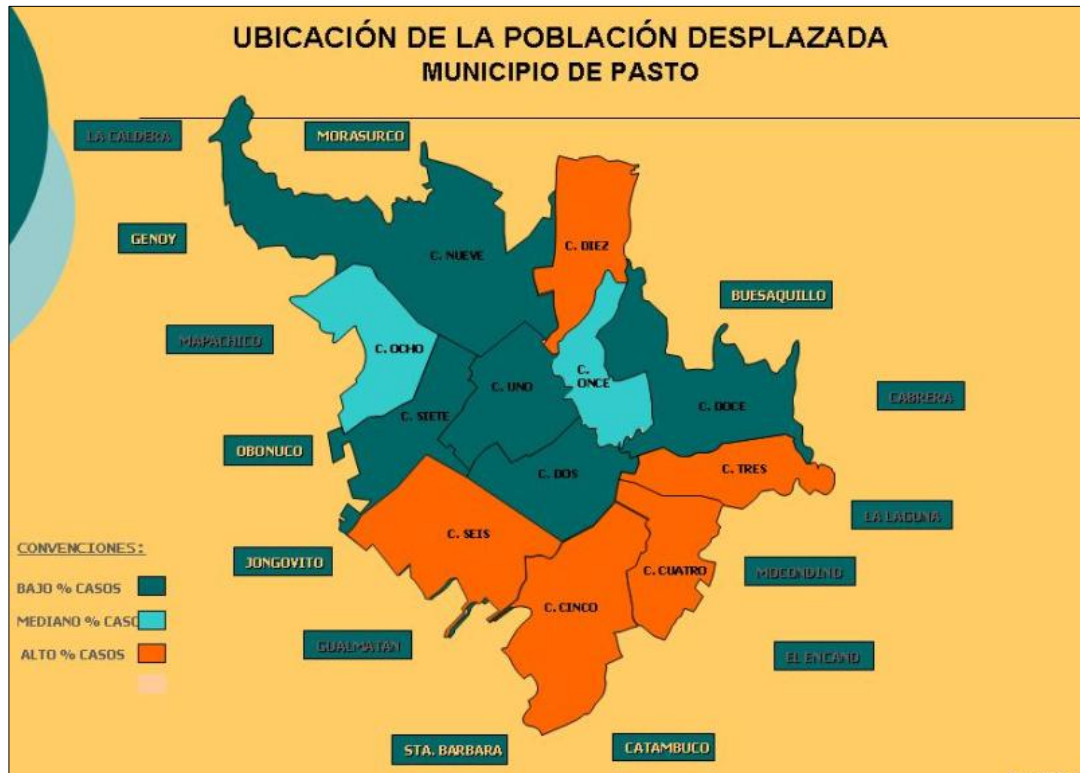 UBICACIÓN DE LA POBLACIÓN DESPLAZADA
MUNICIPIO DE PASTO
LA CALDERA
MORASURCO
GENOY
C. DIEZ
C. NUEVE
BUESAQUILLO
MAPACHICO
C. OCHO
C. UNO
C.
ONCE
CABRERA
C. SIETE
C. DOCE
OBONUCO
C. DOS
C. TRES
LA LAGUNA
C. SEIS
CONVENCIONES:
JONGOVITO
C. CUATRO
MOCONDINO
BAJO % CASOS
C. CINCO
MEDIANO % CASO
GUALMATAN
ALTO % CASOS
EL ENCANO
STA. BARBARA
CATAMBUCO